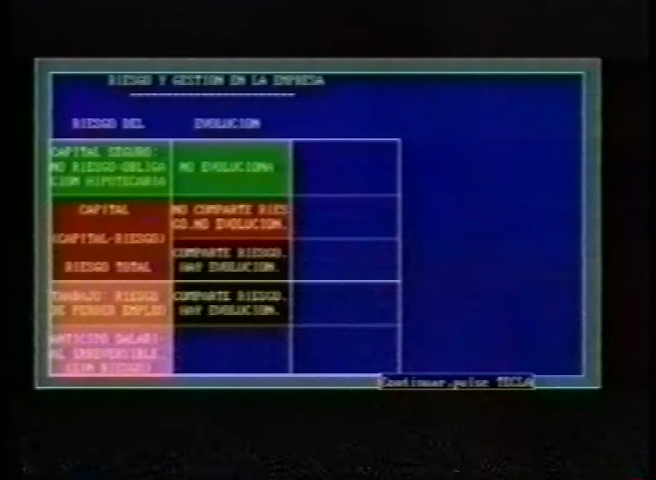 RIESGO Y GESTION EN LA EMPRESA
RIESGO DEL EVOLUCION
CAPITAL SEGURO:
NO RIESGO-OBLIGA
CION HIPOTECARIA
NO EVOLUCIONA
CAPITAL
(CAPITAL-RIESGO)
RIESGO TOTAL
NO COMPARTE RIES
GO.NO EVOLUCION.
COMPARTE RIESGO.
HAY EVOLUCION.
TRABAJO: RIESGO
DE PERDER EMPLEO
COMPARTE RIESGO.
HAY EVOLUCION.
ANTICIPO SALARI-
AL IRREVERSIBLE.
(SIN RIESGO)
Continuar,pulse TECLA